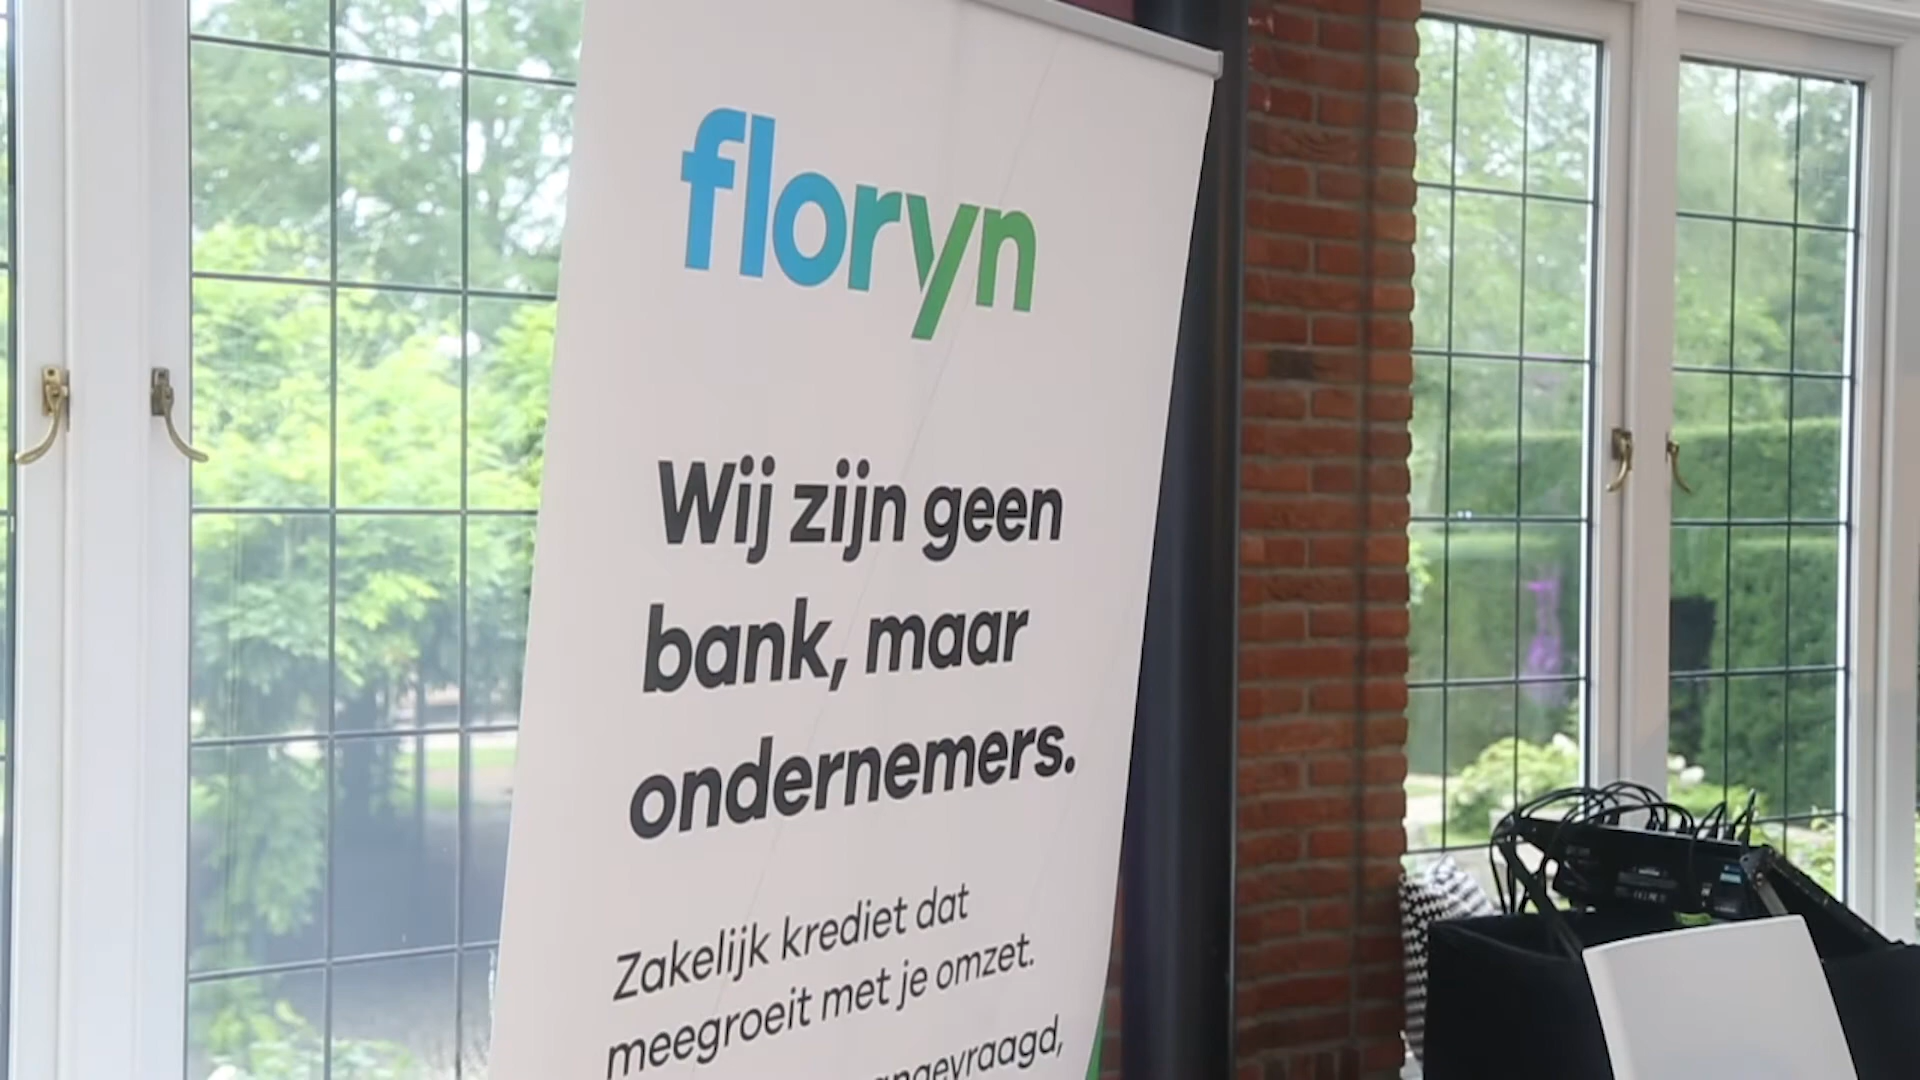 floryn
Wij zijn geen
bank, maar
ondernemers.
Zakelijk krediet dat
meegroeit met je omzet.